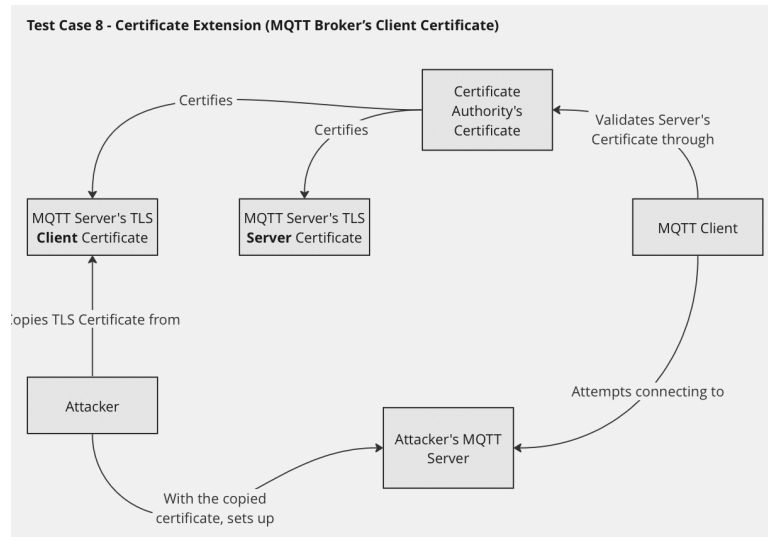 Test Case 8 - Certificate Extension (MQTT Broker's Client Certificate)
Certificate
Authority's
Certificate
Certifies
Certifies
Validates Server's
Certificate through
MQTT Server's TLS
Client Certificate
MQTT Server's TLS
Server Certificate
MQTT Client
opies TLS Certificate from
Attacker
Attempts connecting to
Attacker's MQTT
Server
With the copied
certificate, sets up